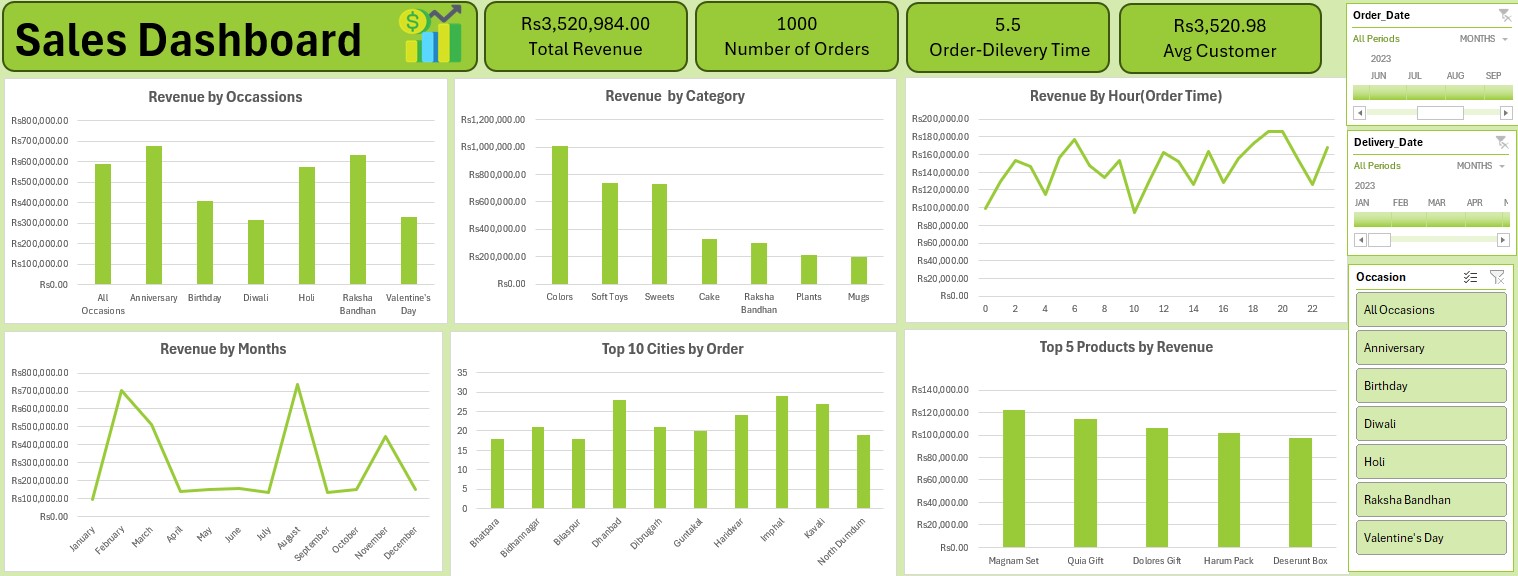 Sales Dashboard
$
Rs3,520,984.00
Total Revenue
1000
Number of Orders
5.5
Order-Dilevery Time
Rs3,520.98
Avg Customer
Order_Date
All Periods MONTHS
2023
JUN JUL AUG SEP
Revenue by Occassions
Rs800,000.00
Rs700,000.00
Rs600,000.00
Rs500,000.00
Rs400,000.00
Rs300,000.00
Rs200,000.00
Rs100,000.00
Rs0.00
All Occasions
Anniversary
Birthday
Diwali
Holi
Raksha Bandhan
Valentine's Day
Revenue by Category
Rs1,200,000.00
Rs1,000,000.00
Rs800,000.00
Rs600,000.00
Rs400,000.00
Rs200,000.00
Rs0.00
Colors
Soft Toys
Sweets
Cake
Raksha Bandhan
Plants
Mugs
Revenue By Hour(Order Time)
Rs200,000.00
Rs180,000.00
Rs160,000.00
Rs140,000.00
Rs120,000.00
Rs100,000.00
Rs80,000.00
Rs60,000.00
Rs40,000.00
Rs20,000.00
Rs0.00
0 2 4 6 8 10 12 14 16 18 20 22
Delivery_Date
All Periods MONTHS
2023
JAN FEB MAR APR
Revenue by Months
Rs800,000.00
Rs700,000.00
Rs600,000.00
Rs500,000.00
Rs400,000.00
Rs300,000.00
Rs200,000.00
Rs100,000.00
Rs0.00
January
February
March
April
May
June
July
August
September
October
November
December
Top 10 Cities by Order
35
30
25
20
15
10
5
0
Bhatpara
Bidhannagar
Bilaspur
Dhanbad
Dibrugarh
Guntakal
Haridwar
Imphal
Kavali
North Dumdum
Top 5 Products by Revenue
Rs140,000.00
Rs120,000.00
Rs100,000.00
Rs80,000.00
Rs60,000.00
Rs40,000.00
Rs20,000.00
Rs0.00
Magnam Set
Quia Gift
Dolores Gift
Harum Pack
Deserunt Box
Occasion
All Occasions
Anniversary
Birthday
Diwali
Holi
Raksha Bandhan
Valentine's Day